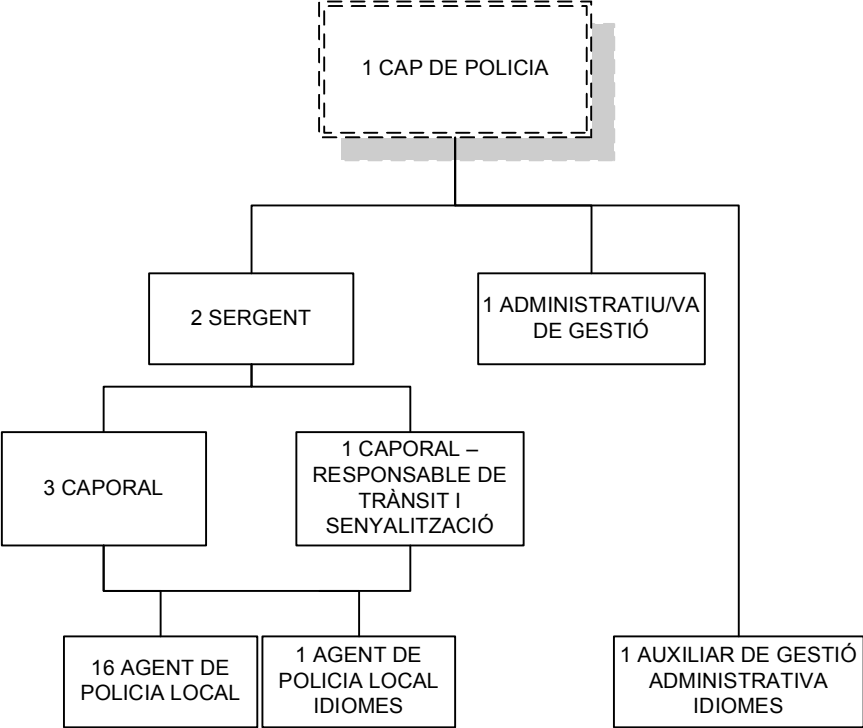 1 CAP DE POLICIA
2 SERGENT
1 ADMINISTRATIU/VA
DE GESTIÓ
3 CAPORAL
1 CAPORAL –
RESPONSABLE DE
TRÀNSIT I
SENYALITZACIÓ
16 AGENT DE
POLICIA LOCAL
1 AGENT DE
POLICIA LOCAL
IDIOMES
1 AUXILIAR DE GESTIÓ
ADMINISTRATIVA
IDIOMES